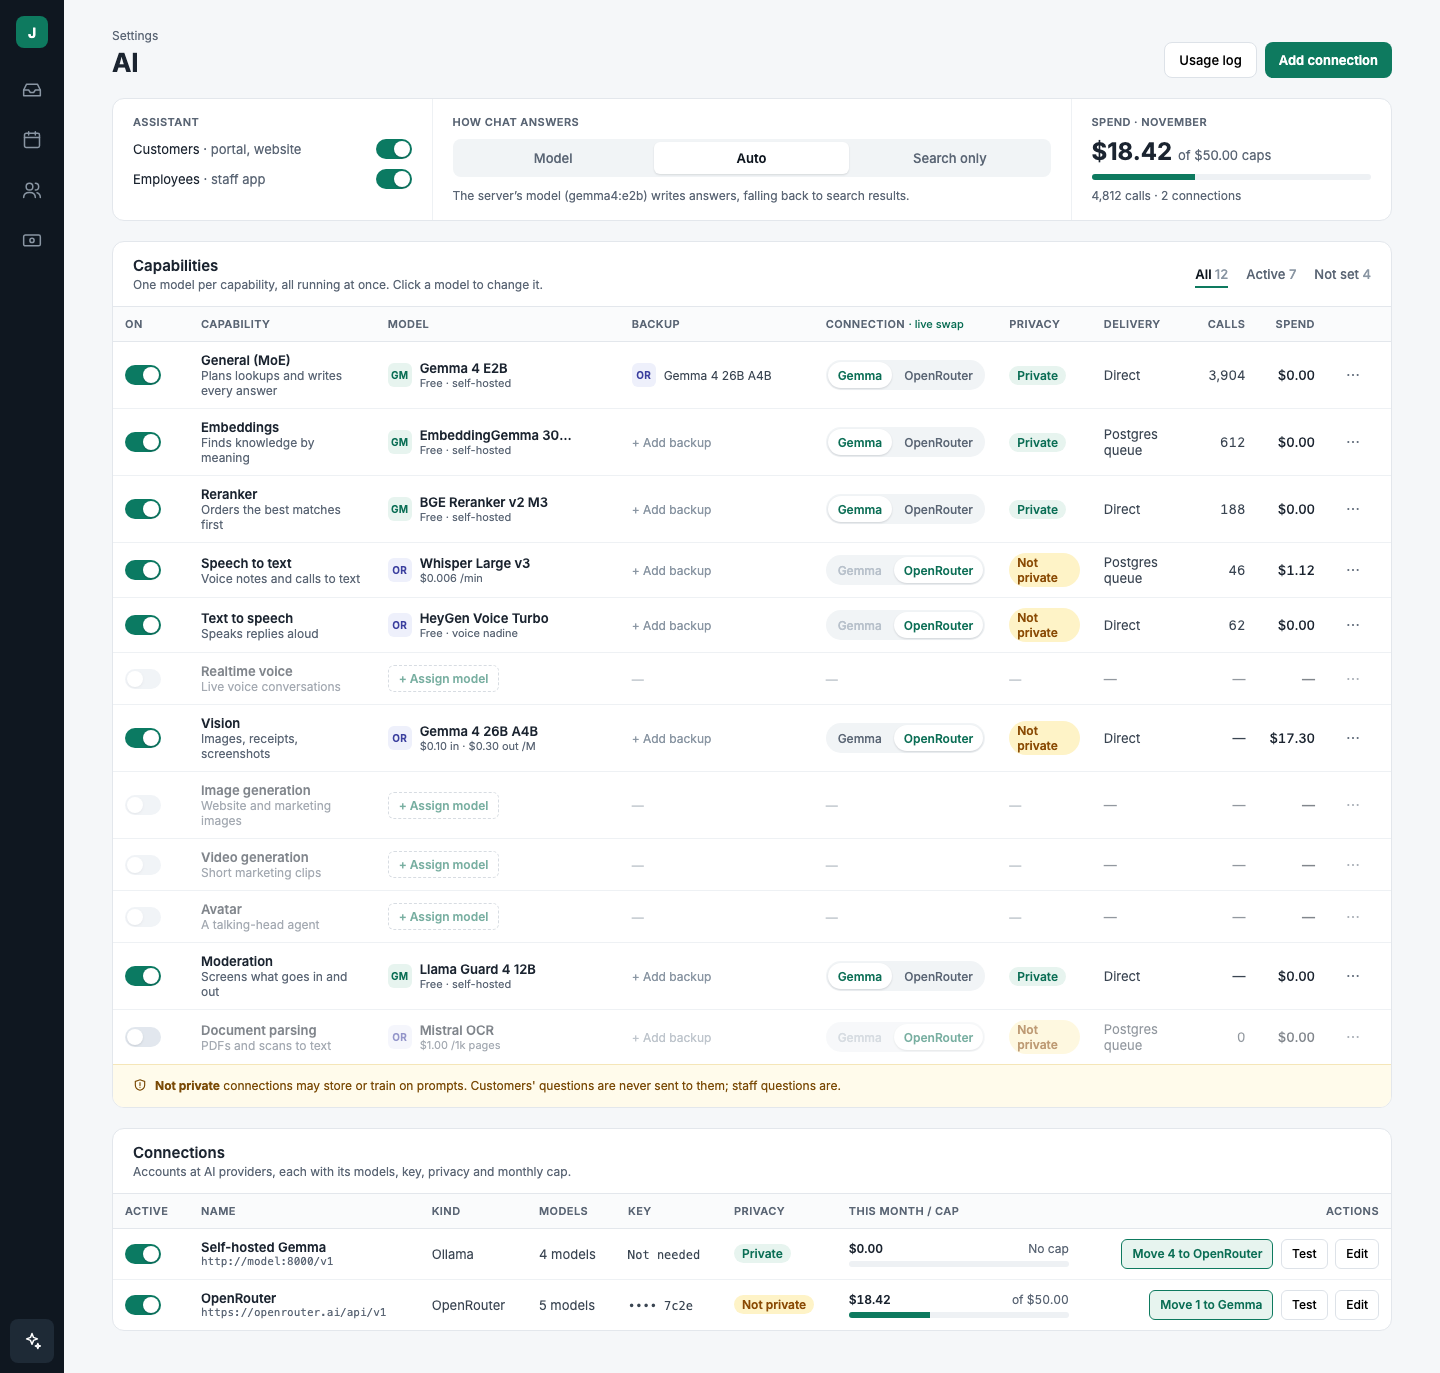 J
Settings
AI
Usage log
Add connection
ASSISTANT
Customers · portal, website
Employees · staff app
HOW CHAT ANSWERS
Model
Auto
Search only
The server's model (gemma4:e2b) writes answers, falling back to search results.
SPEND · NOVEMBER
$18.42 of $50.00 caps
4,812 calls · 2 connections
Capabilities
One model per capability, all running at once. Click a model to change it.
All 12
Active 7
Not set 4
ON CAPABILITY MODEL BACKUP CONNECTION · live swap PRIVACY DELIVERY CALLS SPEND
General (MoE)
Plans lookups and writes
every answer
GM
Gemma 4 E2B
Free · self-hosted
OR Gemma 4 26B A4B
Gemma OpenRouter
Private
Direct
3,904
$0.00
···
Embeddings
Finds knowledge by
meaning
GM
EmbeddingGemma 30...
Free · self-hosted
+ Add backup
Gemma OpenRouter
Private
Postgres
queue
612
$0.00
···
Reranker
Orders the best matches
first
GM
BGE Reranker v2 M3
Free · self-hosted
+ Add backup
Gemma OpenRouter
Private
Direct
188
$0.00
···
Speech to text
Voice notes and calls to text
OR
Whisper Large v3
$0.006 /min
+ Add backup
Gemma OpenRouter
Not
private
Postgres
queue
46
$1.12
···
Text to speech
Speaks replies aloud
OR
HeyGen Voice Turbo
Free · voice nadine
+ Add backup
Gemma OpenRouter
Not
private
Direct
62
$0.00
···
Realtime voice
Live voice conversations
+ Assign model
— — — — — —
···
Vision
Images, receipts,
screenshots
OR
Gemma 4 26B A4B
$0.10 in · $0.30 out /M
+ Add backup
Gemma OpenRouter
Not
private
Direct
—
$17.30
···
Image generation
Website and marketing
images
+ Assign model
— — — — — —
···
Video generation
Short marketing clips
+ Assign model
— — — — — —
···
Avatar
A talking-head agent
+ Assign model
— — — — — —
···
Moderation
Screens what goes in and
out
GM
Llama Guard 4 12B
Free · self-hosted
+ Add backup
Gemma OpenRouter
Private
Direct
—
$0.00
···
Document parsing
PDFs and scans to text
OR
Mistral OCR
$1.00 /1k pages
+ Add backup
Gemma OpenRouter
Not
private
Postgres
queue
0
$0.00
···
Not private connections may store or train on prompts. Customers' questions are never sent to them; staff questions are.
Connections
Accounts at AI providers, each with its models, key, privacy and monthly cap.
ACTIVE NAME KIND MODELS KEY PRIVACY THIS MONTH / CAP ACTIONS
Self-hosted Gemma
http://model:8000/v1
Ollama
4 models
Not needed
Private
$0.00 No cap
Move 4 to OpenRouter
Test
Edit
OpenRouter
https://openrouter.ai/api/v1
OpenRouter
5 models
•••• 7c2e
Not private
$18.42 of $50.00
Move 1 to Gemma
Test
Edit